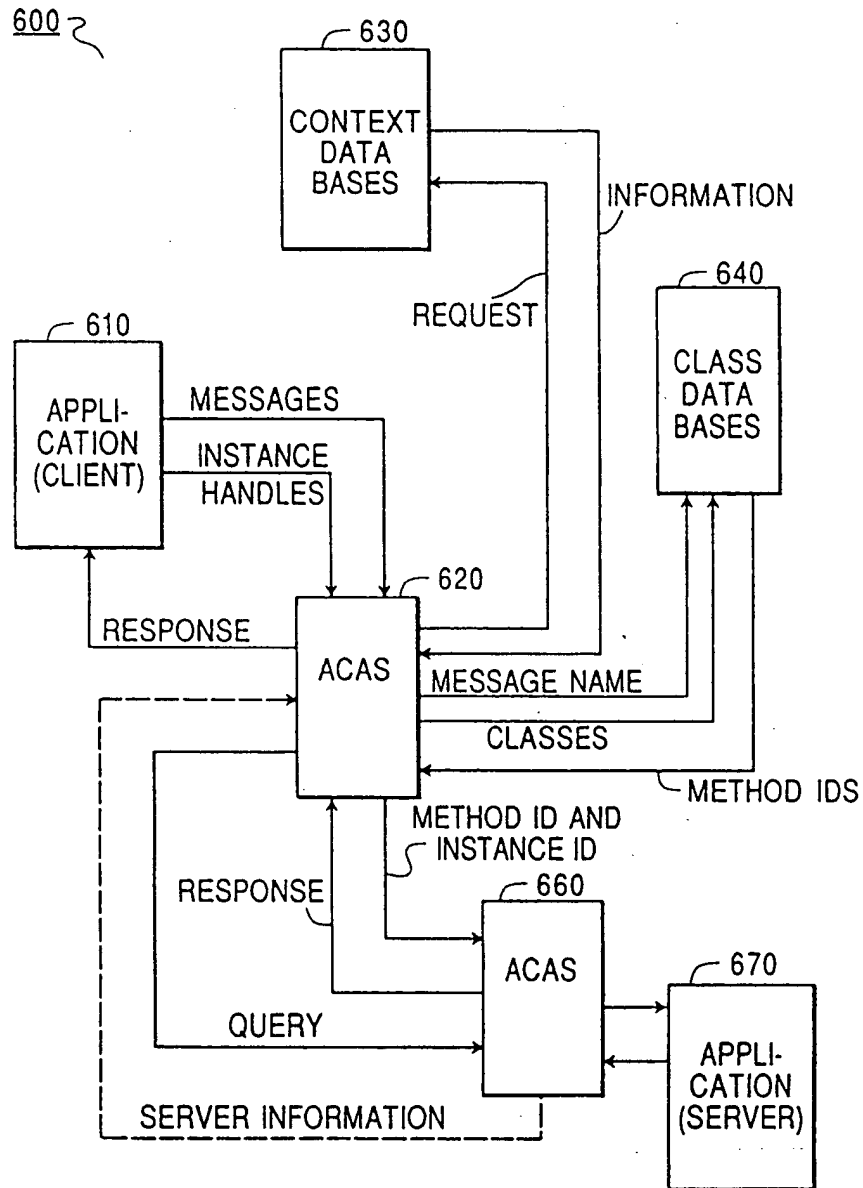 600
630
CONTEXT
DATA
BASES
INFORMATION
REQUEST
640
CLASS
DATA
BASES
610
APPLI-
CATION
(CLIENT)
MESSAGES
INSTANCE
HANDLES
620
ACAS
RESPONSE
MESSAGE NAME
CLASSES
METHOD IDS
METHOD ID AND
INSTANCE ID
RESPONSE
660
ACAS
QUERY
670
APPLI-
CATION
(SERVER)
SERVER INFORMATION